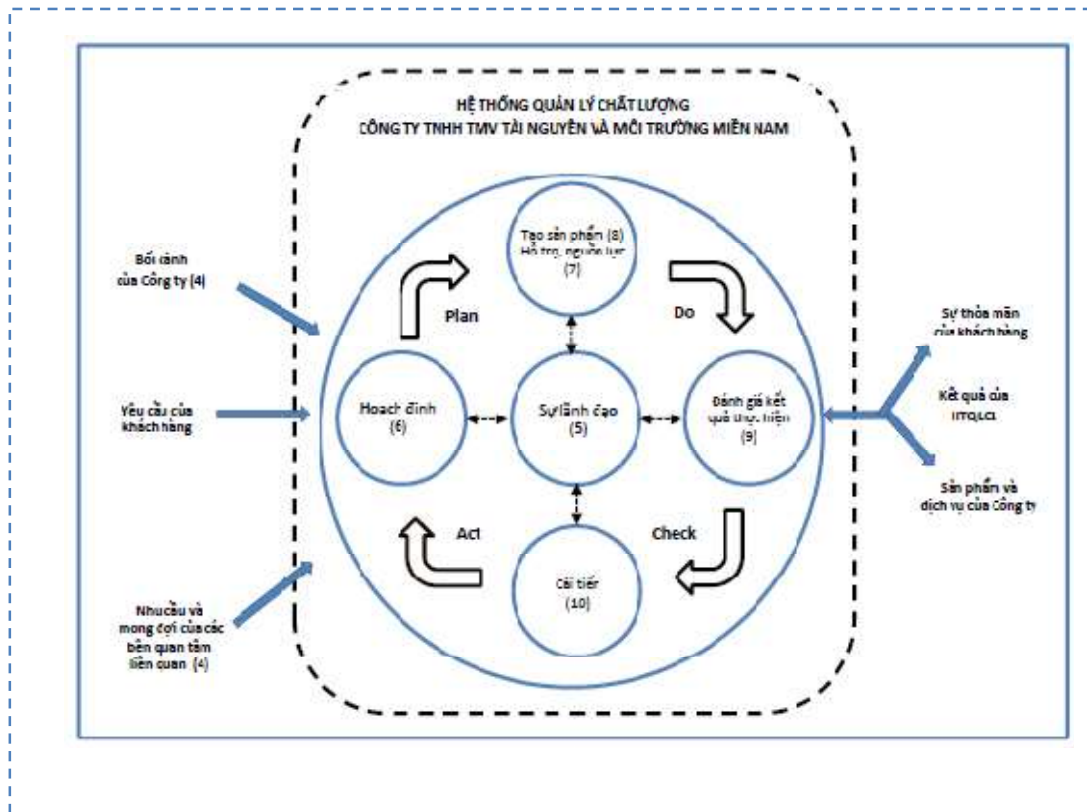 HỆ THỐNG QUẢN LÝ CHẤT LƯỢNG
CÔNG TY TNHH TMV TÀI NGUYÊN VÀ MÔI TRƯỜNG MIỀN NAM
Tạo sản phẩm (8)
Hỗ trợ, nguồn lực
(7)
Bối cảnh
của Công ty (4)
Plan
Do
Sự thỏa mãn
của khách hàng
Yêu cầu của
khách hàng
Hoạch định
(6)
Sự lãnh đạo
(5)
Đánh giá kết
quả thực hiện
(9)
Kết quả của
Sản phẩm và
dịch vụ của Công ty
Act
Check
Cải tiến
(10)
Nhu cầu và
mong đợi của các
bên quan tâm
liên quan (4)